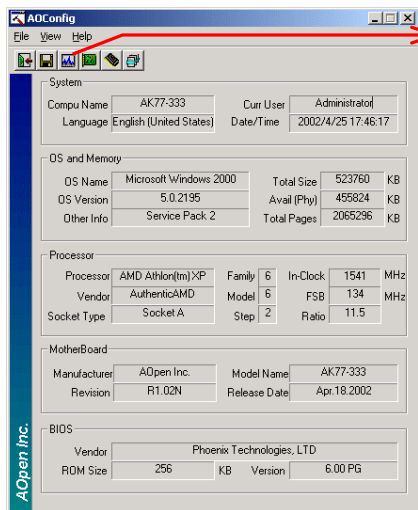 AOConfig
File View Help
System
Compu Name AK77-333 Curr User Administrator
Language English (United States) Date/Time 2002/4/25 17:46:17
OS and Memory
OS Name Microsoft Windows 2000 Total Size 523760 KB
OS Version 5.0.2195 Avail (Phy) 455824 KB
Other Info Service Pack 2 Total Pages 2065296 KB
Processor
Processor AMD Athlon(tm) XP Family 6 In-Clock 1541 MHz
Vendor AuthenticAMD Model 6 FSB 134 MHz
Socket Type Socket A Step 2 Ratio 11.5
MotherBoard
Manufacturer AOpen Inc. Model Name AK77-333
Revision R1.02N Release Date Apr.18.2002
BIOS
Vendor Phoenix Technologies, LTD
ROM Size 256 KB Version 6.00 PG
AOpen Inc.